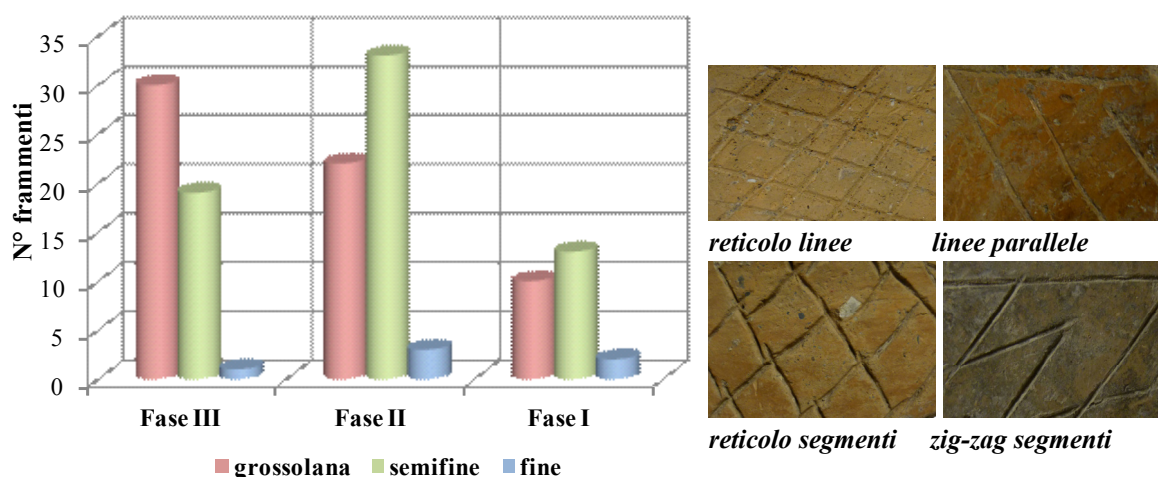 35
30
25
20
15
10
5
0
N° frammenti
Fase III Fase II Fase I
grossolana semifine fine
reticolo linee linee parallele
reticolo segmenti zig-zag segmenti